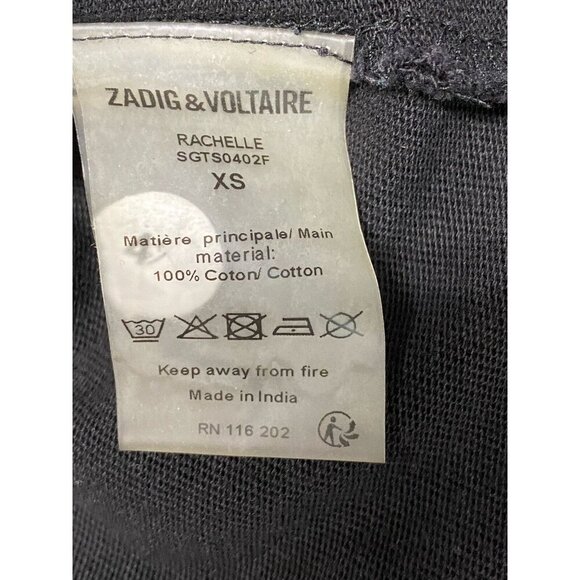 ZADIG & VOLTAIRE
RACHELLE
SGTS0402F
XS
Matière principale/ Main
material:
100% Coton/ Cotton
30
Keep away from fire
Made in India
RN 116 202